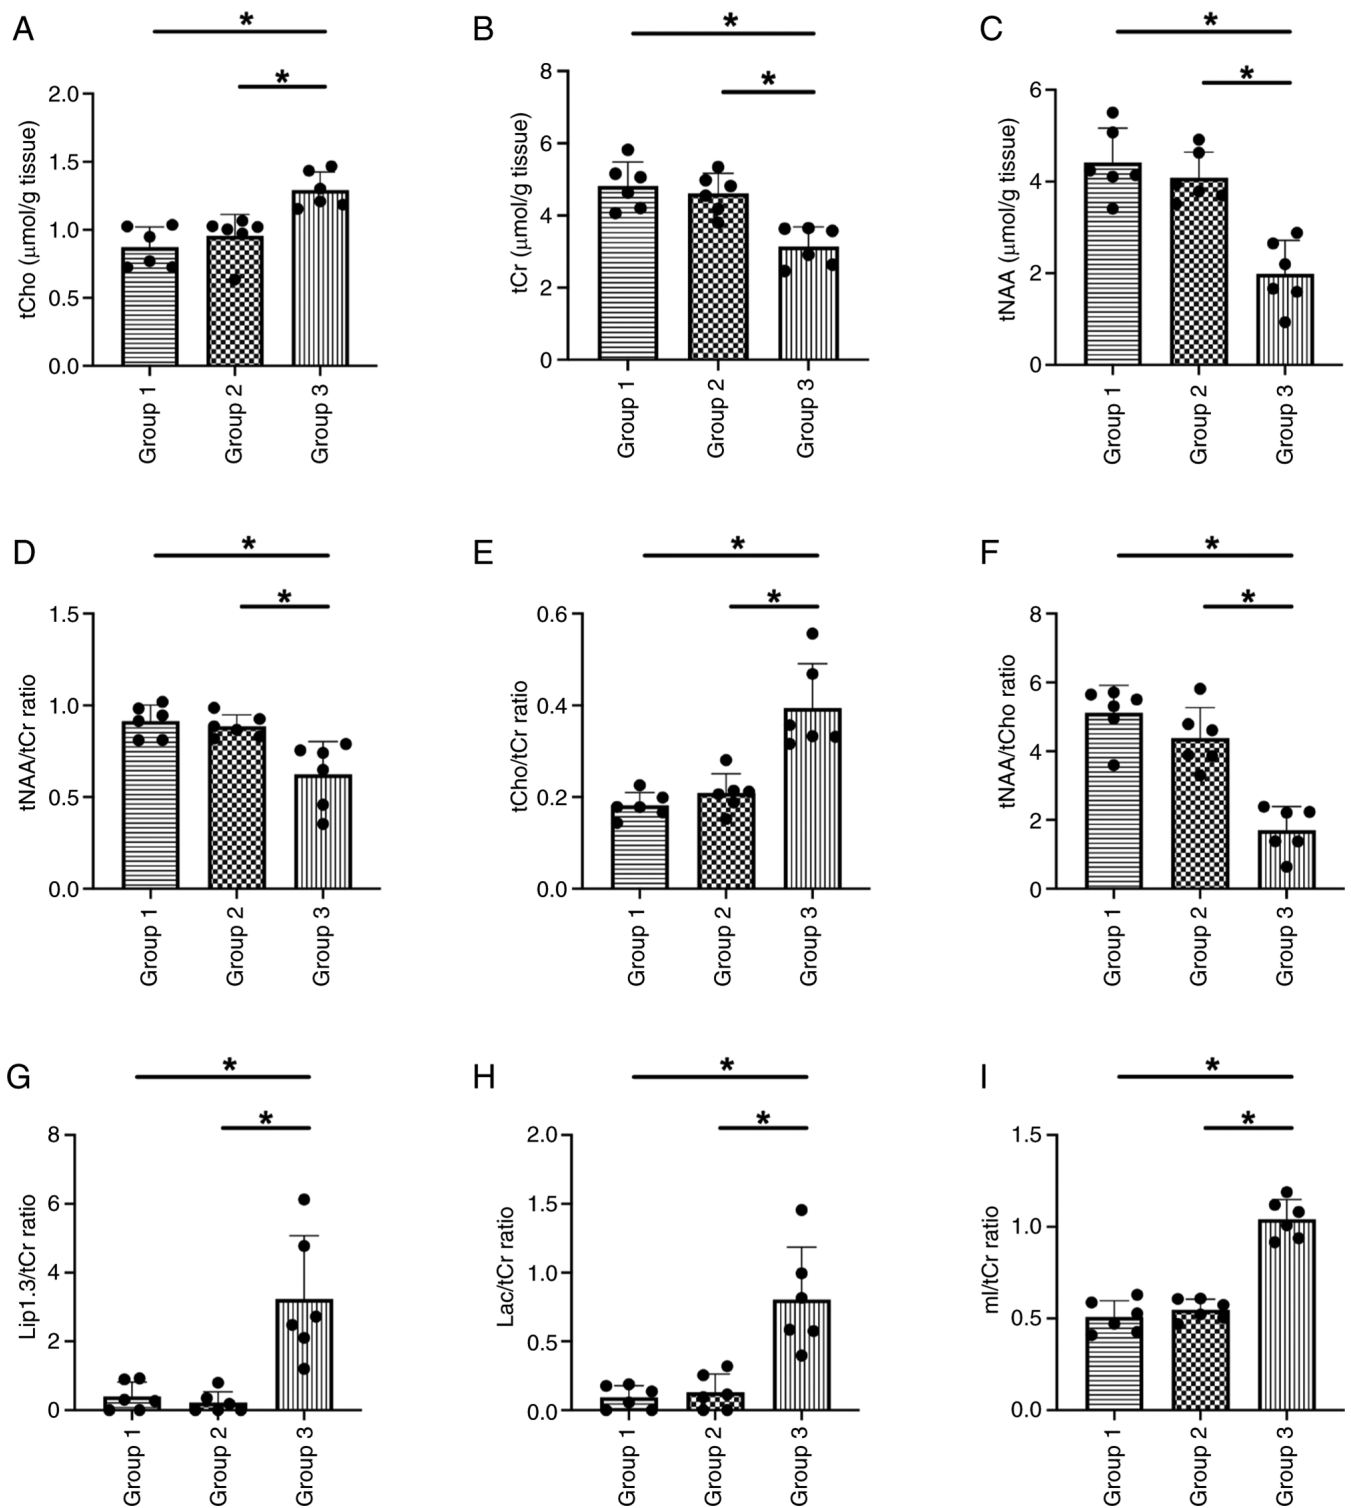 A
*
*
tCho (μmol/g tissue)
2.0
1.5
1.0
0.5
0.0
Group 1
Group 2
Group 3
B
*
*
tCr (μmol/g tissue)
8
6
4
2
0
Group 1
Group 2
Group 3
C
*
*
tNAA (μmol/g tissue)
6
4
2
0
Group 1
Group 2
Group 3
D
*
*
tNAA/tCr ratio
1.5
1.0
0.5
0.0
Group 1
Group 2
Group 3
E
*
*
tCho/tCr ratio
0.6
0.4
0.2
0.0
Group 1
Group 2
Group 3
F
*
*
tNAA/tCho ratio
8
6
4
2
0
Group 1
Group 2
Group 3
G
*
*
Lip1.3/tCr ratio
8
6
4
2
0
Group 1
Group 2
Group 3
H
*
*
Lac/tCr ratio
2.0
1.5
1.0
0.5
0.0
Group 1
Group 2
Group 3
I
*
*
mI/tCr ratio
1.5
1.0
0.5
0.0
Group 1
Group 2
Group 3